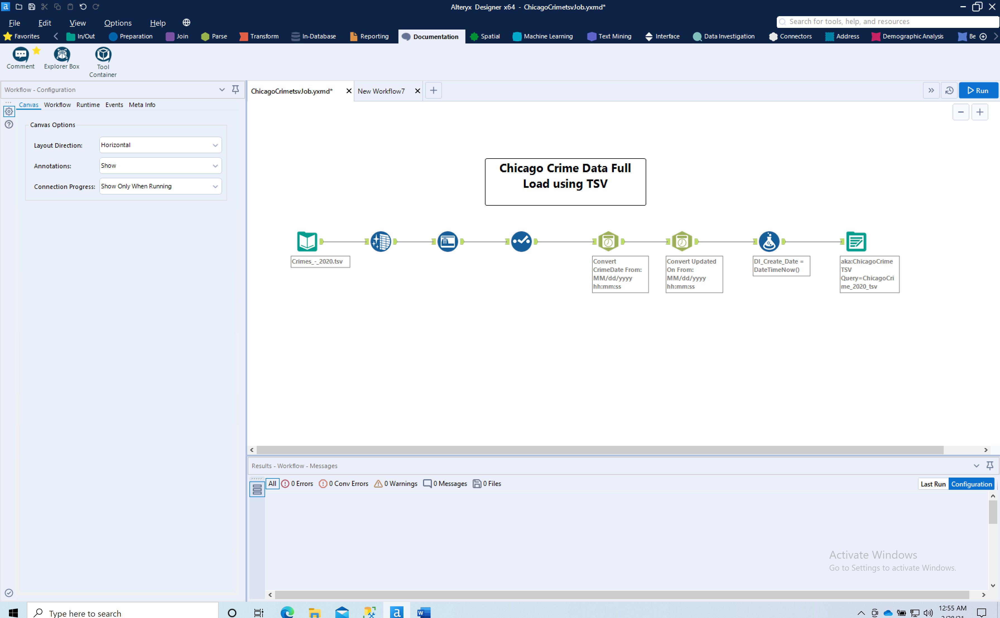 Alteryx Designer x64 - ChicagoCrimetsvJob.yxmd*
File Edit View Options Help
Search for tools, help, and resources
Favorites In/Out Preparation Join Parse Transform In-Database Reporting Documentation Spatial Machine Learning Text Mining Interface Data Investigation Connectors Address Demographic Analysis Be
Comment Explorer Box Tool
Container
Workflow - Configuration
ChicagoCrimetsvJob.yxmd* New Workflow7
Run
Canvas Workflow Runtime Events Meta Info
Canvas Options
Layout Direction: Horizontal
Annotations: Show
Connection Progress: Show Only When Running
Chicago Crime Data Full
Load using TSV
Crimes_-_2020.tsv
Convert
CrimeDate From:
MM/dd/yyyy
hh:mm:ss
Convert Updated
On From:
MM/dd/yyyy
hh:mm:ss
DI_Create_Date =
DateTimeNow()
aka:ChicagoCrime
TSV
Query=ChicagoCri
me_2020_tsv
Results - Workflow - Messages
All 0 Errors 0 Conv Errors 0 Warnings 0 Messages 0 Files
Last Run Configuration
Activate Windows
Go to Settings to activate Windows.
Type here to search
12:55 AM